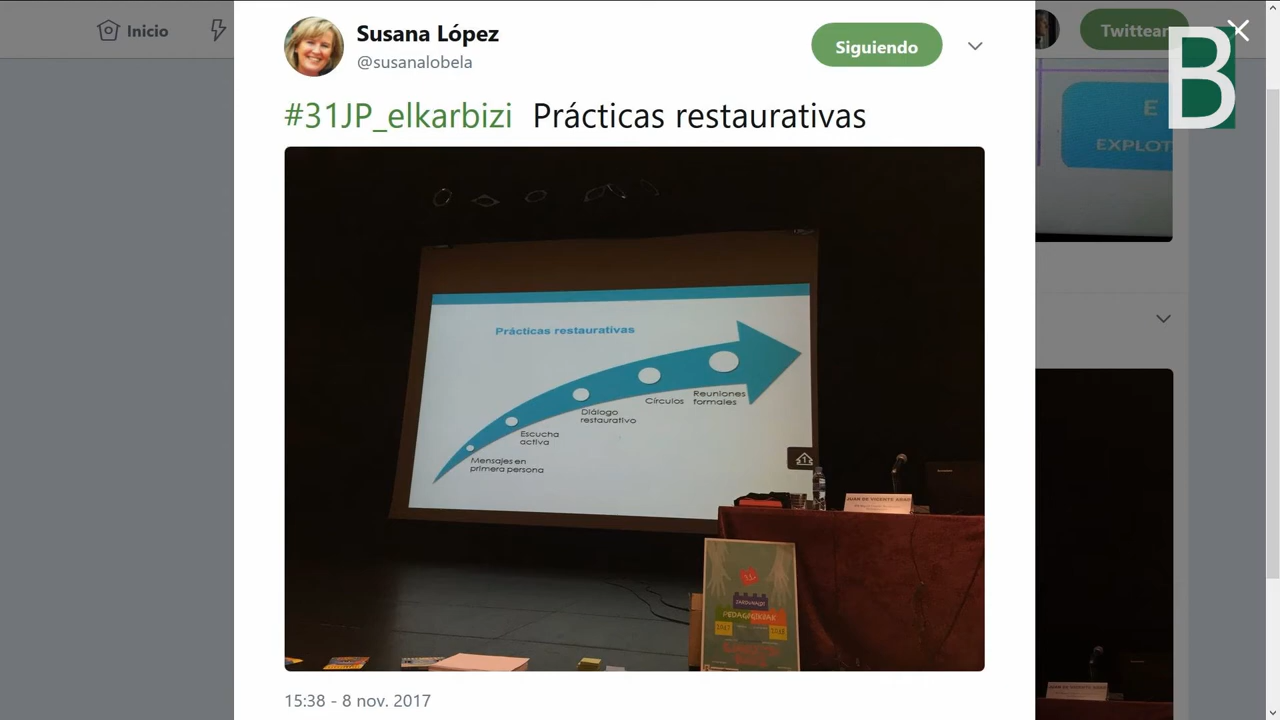 Inicio
Susana López
@susanalobela
Siguiendo
Twittear
B
#31JP_elkarbizi Prácticas restaurativas
E
EXPLOT
Prácticas restaurativas
Reuniones
formales
Círculos
Diálogo
restaurativo
Escucha
activa
Mensajes en
primera persona
JARDUNALDI
PEDAGOGIKOAK
15:38 - 8 nov. 2017